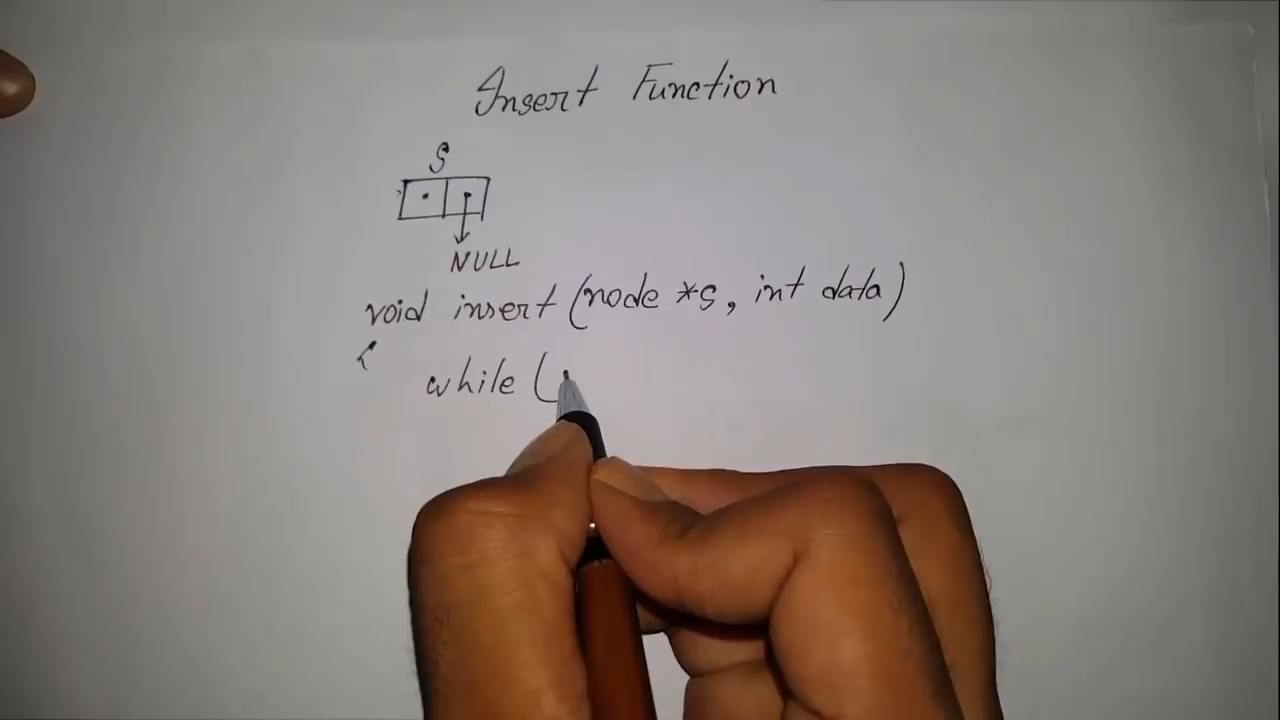 Insert Function
S
NULL
void insert (node *s, int data)
{
while (